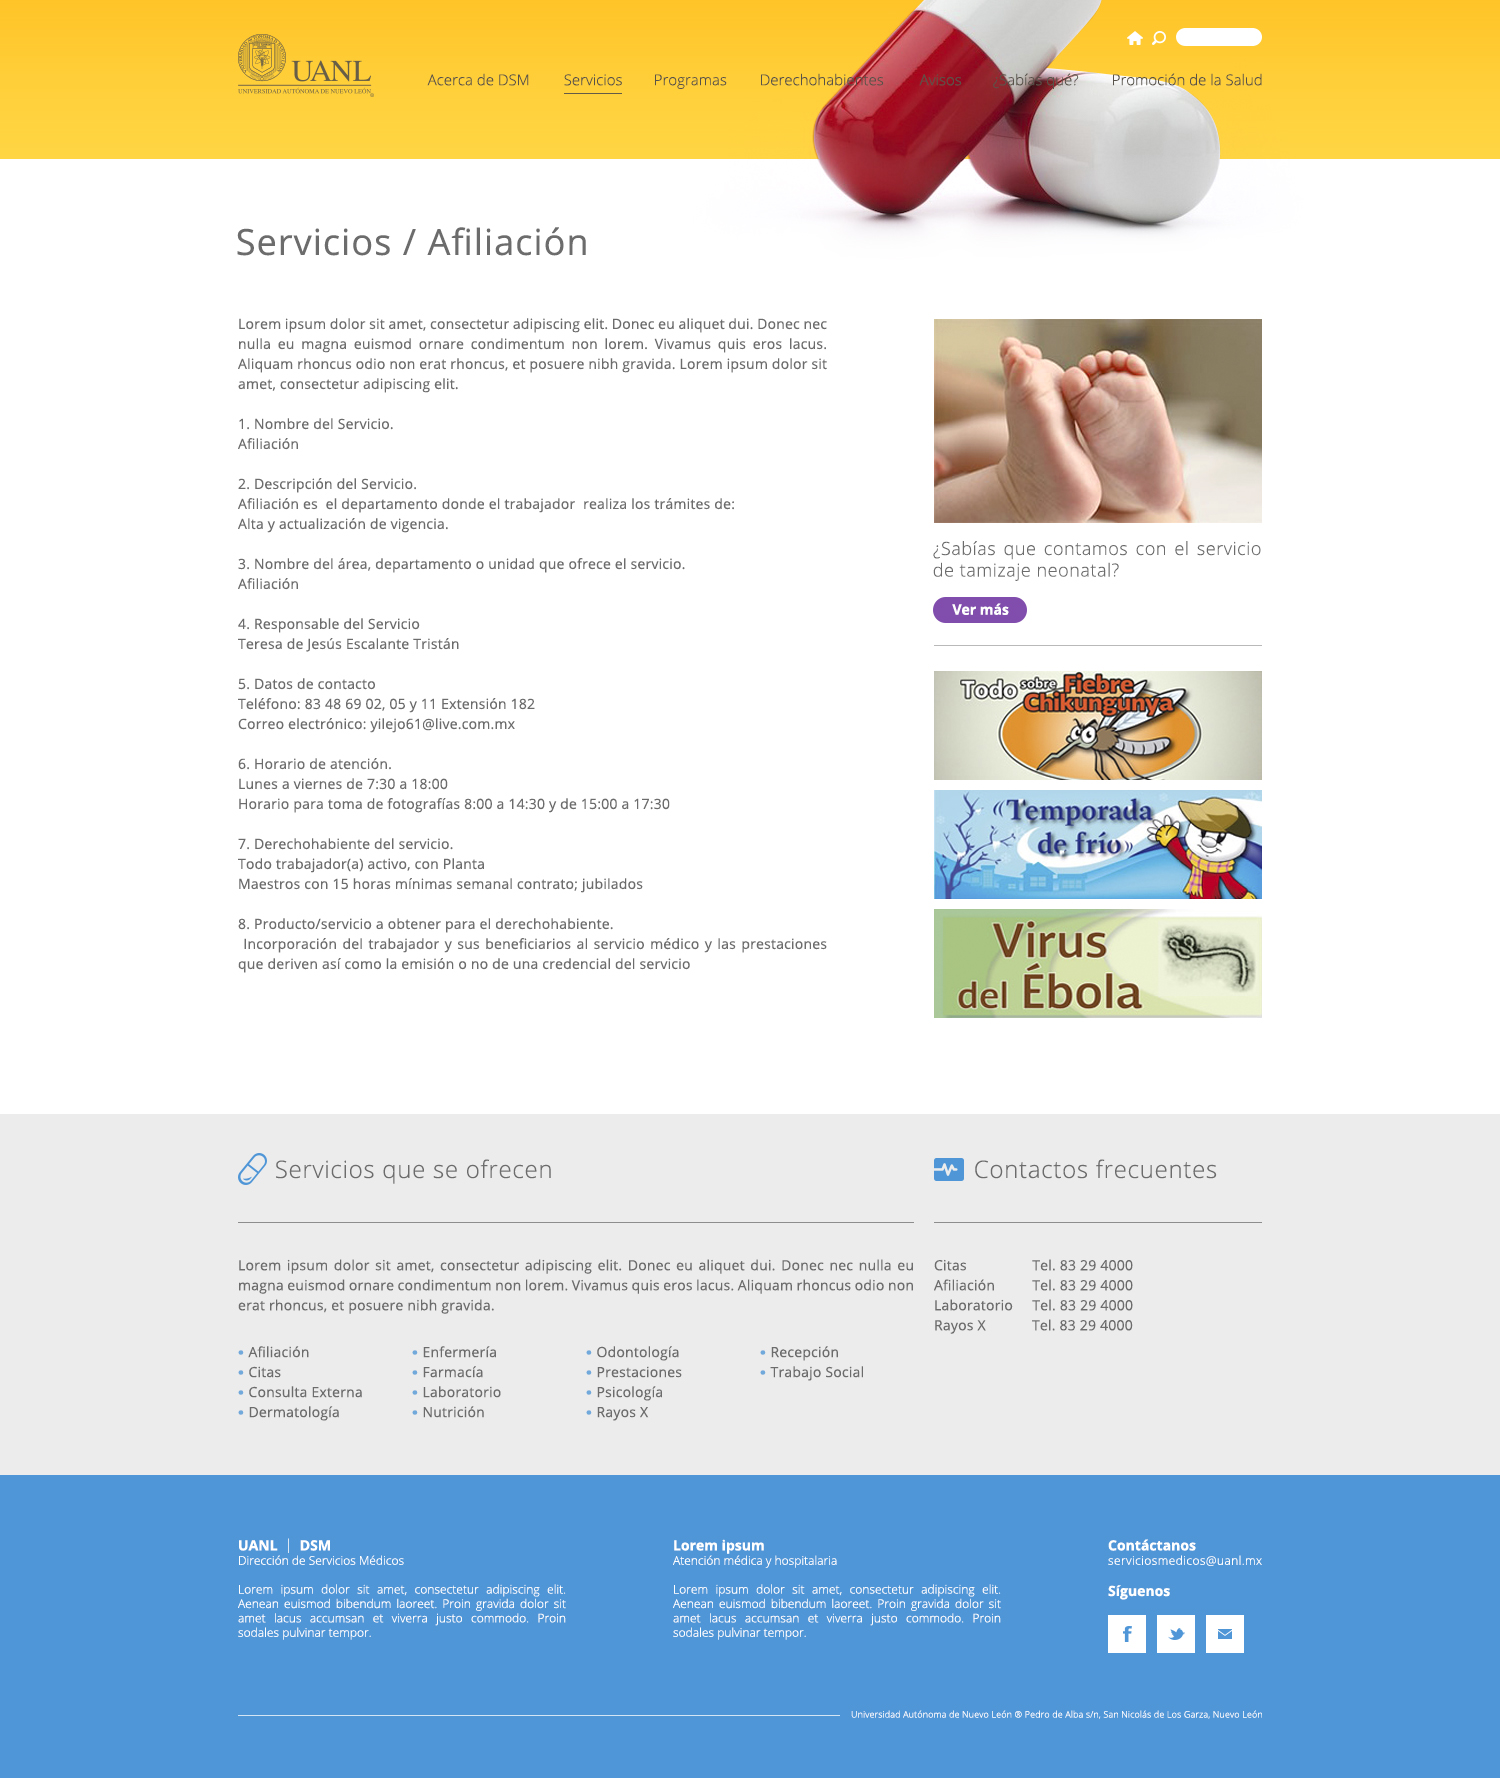 UANL
UNIVERSIDAD AUTÓNOMA DE NUEVO LEÓN
Acerca de DSM
Servicios
Programas
Derechohabientes
Avisos
¿Sabías qué?
Promoción de la Salud
Servicios / Afiliación
Lorem ipsum dolor sit amet, consectetur adipiscing elit. Donec eu aliquet dui. Donec nec
nulla eu magna euismod ornare condimentum non lorem. Vivamus quis eros lacus.
Aliquam rhoncus odio non erat rhoncus, et posuere nibh gravida. Lorem ipsum dolor sit
amet, consectetur adipiscing elit.
1. Nombre del Servicio.
Afiliación
2. Descripción del Servicio.
Afiliación es el departamento donde el trabajador realiza los trámites de:
Alta y actualización de vigencia.
3. Nombre del área, departamento o unidad que ofrece el servicio.
Afiliación
4. Responsable del Servicio
Teresa de Jesús Escalante Tristán
5. Datos de contacto
Teléfono: 83 48 69 02, 05 y 11 Extensión 182
Correo electrónico: yilejo61@live.com.mx
6. Horario de atención.
Lunes a viernes de 7:30 a 18:00
Horario para toma de fotografías 8:00 a 14:30 y de 15:00 a 17:30
7. Derechohabiente del servicio.
Todo trabajador(a) activo, con Planta
Maestros con 15 horas mínimas semanal contrato; jubilados
8. Producto/servicio a obtener para el derechohabiente.
Incorporación del trabajador y sus beneficiarios al servicio médico y las prestaciones
que deriven así como la emisión o no de una credencial del servicio
¿Sabías que contamos con el servicio
de tamizaje neonatal?
Ver más
Todo sobre Fiebre
Chikungunya
«Temporada
de frío»
Virus
del Ébola
Servicios que se ofrecen
Lorem ipsum dolor sit amet, consectetur adipiscing elit. Donec eu aliquet dui. Donec nec nulla eu
magna euismod ornare condimentum non lorem. Vivamus quis eros lacus. Aliquam rhoncus odio non
erat rhoncus, et posuere nibh gravida.
• Afiliación
• Citas
• Consulta Externa
• Dermatología
• Enfermería
• Farmacía
• Laboratorio
• Nutrición
• Odontología
• Prestaciones
• Psicología
• Rayos X
• Recepción
• Trabajo Social
Contactos frecuentes
Citas Tel. 83 29 4000
Afiliación Tel. 83 29 4000
Laboratorio Tel. 83 29 4000
Rayos X Tel. 83 29 4000
UANL | DSM
Dirección de Servicios Médicos
Lorem ipsum dolor sit amet, consectetur adipiscing elit.
Aenean euismod bibendum laoreet. Proin gravida dolor sit
amet lacus accumsan et viverra justo commodo. Proin
sodales pulvinar tempor.
Lorem ipsum
Atención médica y hospitalaria
Lorem ipsum dolor sit amet, consectetur adipiscing elit.
Aenean euismod bibendum laoreet. Proin gravida dolor sit
amet lacus accumsan et viverra justo commodo. Proin
sodales pulvinar tempor.
Contáctanos
serviciosmedicos@uanl.mx
Síguenos
Universidad Autónoma de Nuevo León ® Pedro de Alba s/n, San Nicolás de Los Garza, Nuevo León